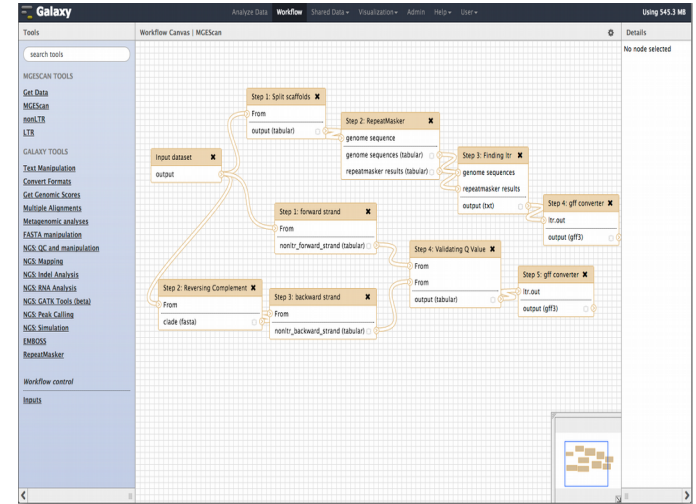 Galaxy
Analyze Data Workflow Shared Data Visualization Admin Help User
Using 545.3 MB
Tools
search tools
MGESCAN TOOLS
Get Data
MGEScan
nonLTR
LTR
GALAXY TOOLS
Text Manipulation
Convert Formats
Get Genomic Scores
Multiple Alignments
Metagenomic analyses
FASTA manipulation
NGS: QC and manipulation
NGS: Mapping
NGS: Indel Analysis
NGS: RNA Analysis
NGS: GATK Tools (beta)
NGS: Peak Calling
NGS: Simulation
EMBOSS
RepeatMasker
Workflow control
Inputs
Workflow Canvas | MGEScan
Input dataset
output
Step 1: Split scaffolds
From
output (tabular)
Step 2: RepeatMasker
genome sequence
genome sequences (tabular)
repeatmasker results (tabular)
Step 3: Finding ltr
genome sequences
repeatmasker results
output (txt)
Step 4: gff converter
ltr.out
output (gff3)
Step 1: forward strand
From
nonltr_forward_strand (tabular)
Step 2: Reversing Complement
From
clade (fasta)
Step 3: backward strand
From
nonltr_backward_strand (tabular)
Step 4: Validating Q Value
From
From
output (tabular)
Step 5: gff converter
ltr.out
output (gff3)
Details
No node selected